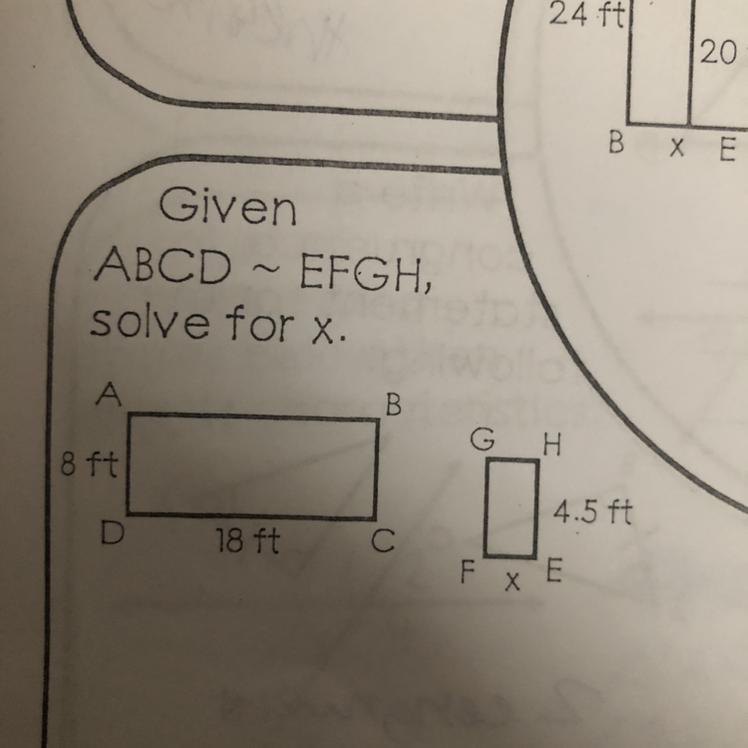 24 ft
20
B x E
Given
ABCD ~ EFGH,
solve for x.
A B
G H
8 ft
4.5 ft
D 18 ft C
F x E